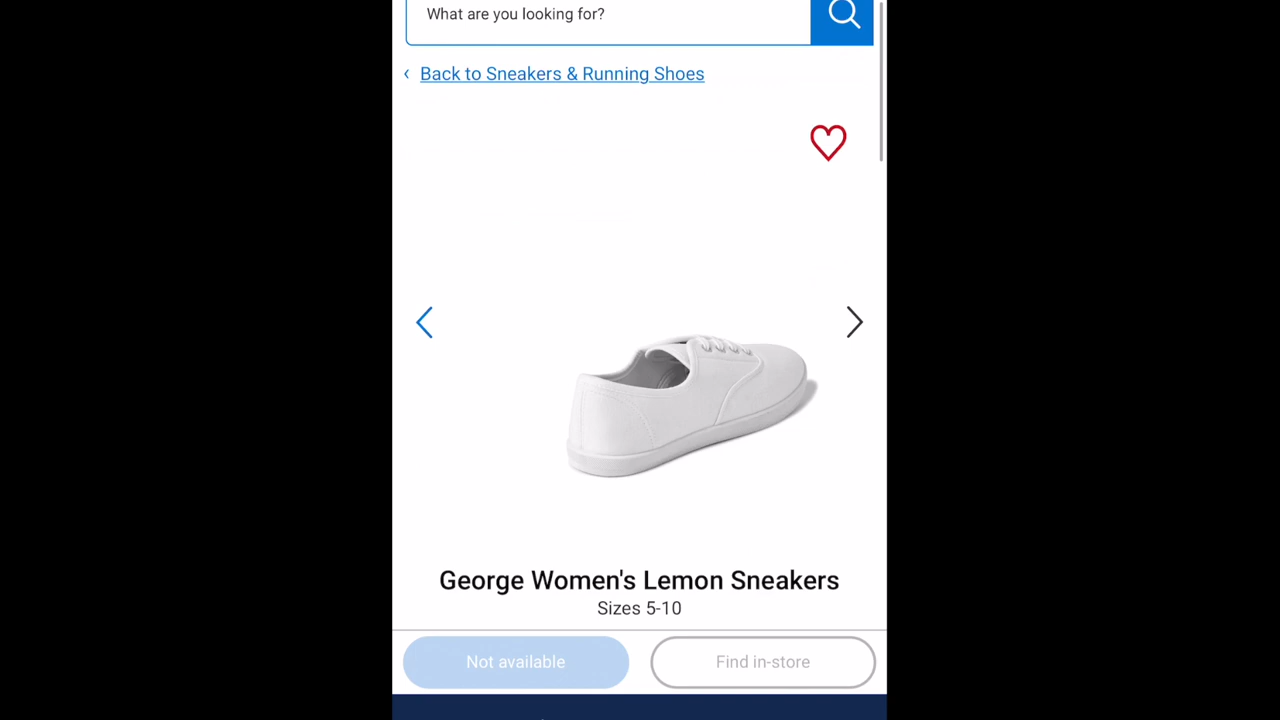 What are you looking for?
Back to Sneakers & Running Shoes
George Women's Lemon Sneakers
Sizes 5-10
Not available
Find in-store